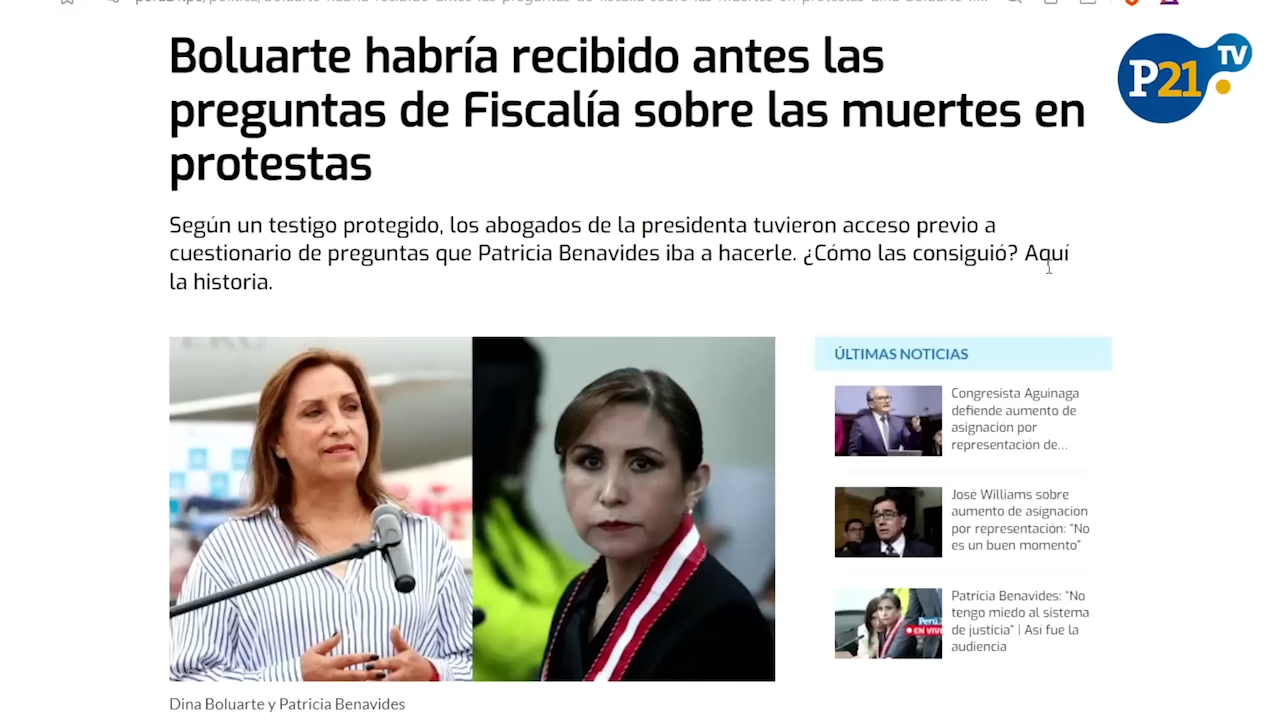 Boluarte habría recibido antes las
preguntas de Fiscalía sobre las muertes en
protestas
P21
TV
Según un testigo protegido, los abogados de la presidenta tuvieron acceso previo a
cuestionario de preguntas que Patricia Benavides iba a hacerle. ¿Cómo las consiguió? Aquí
la historia.
ÚLTIMAS NOTICIAS
Congresista Aguinaga
defiende aumento de
asignación por
representación de...
José Williams sobre
aumento de asignación
por representación: “No
es un buen momento”
Patricia Benavides: “No
tengo miedo al sistema
de justicia” | Así fue la
audiencia
EN VIVO
Dina Boluarte y Patricia Benavides